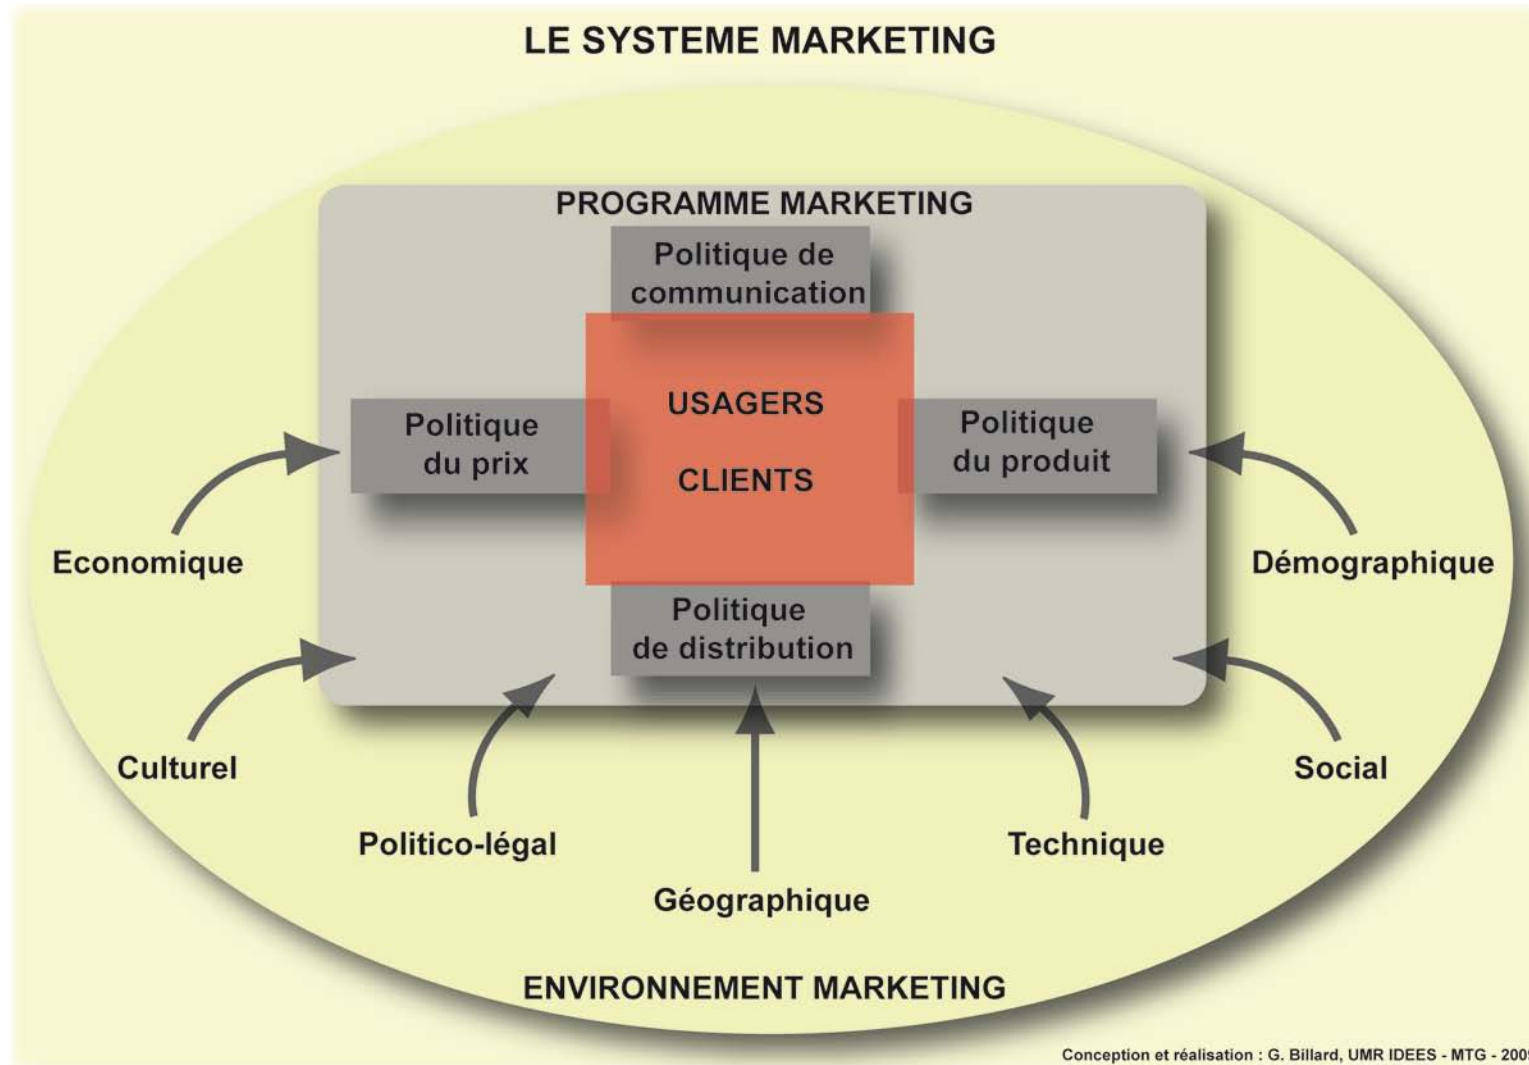 LE SYSTEME MARKETING
PROGRAMME MARKETING
Politique de
communication
USAGERS
CLIENTS
Politique
du prix
Politique
du produit
Politique
de distribution
Economique
Démographique
Culturel
Social
Politico-légal
Technique
Géographique
ENVIRONNEMENT MARKETING
Conception et réalisation : G. Billard, UMR IDEES - MTG - 2009